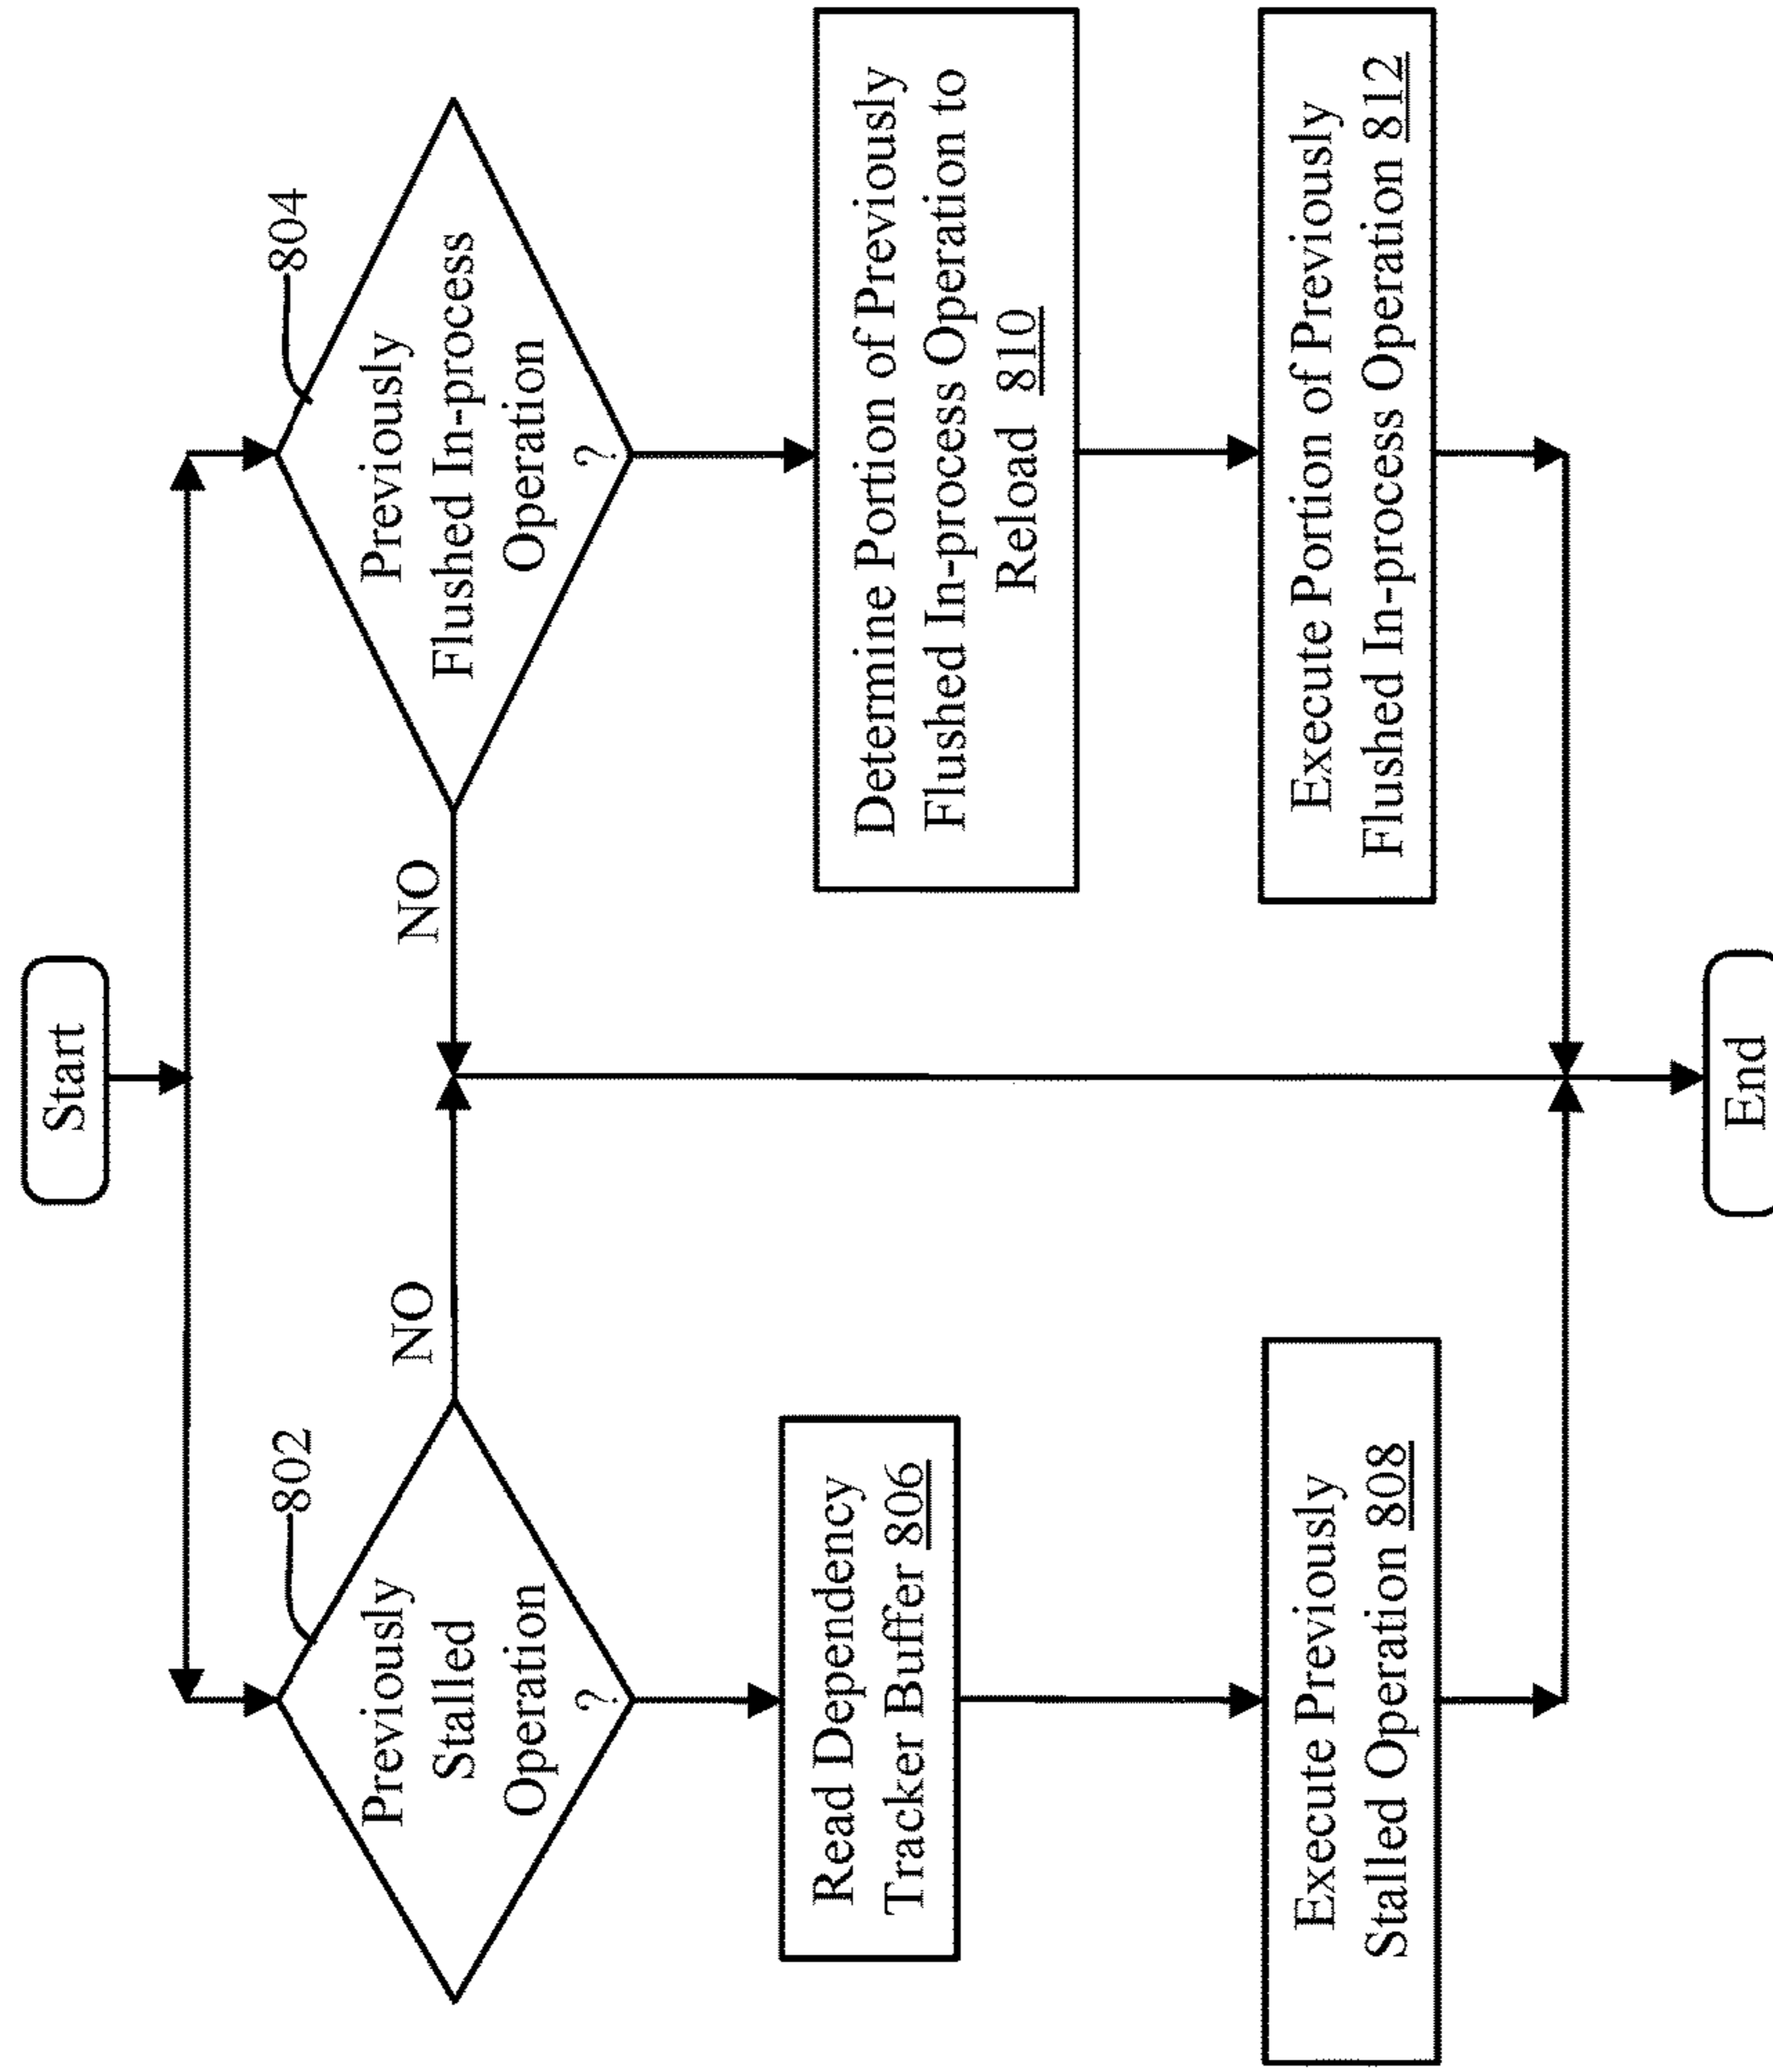 Start
802
Previously
Stalled
Operation
?
NO
804
Previously
Flushed In-process
Operation
?
NO
Read Dependency
Tracker Buffer 806
Determine Portion of Previously
Flushed In-process Operation to
Reload 810
Execute Previously
Stalled Operation 808
Execute Portion of Previously
Flushed In-process Operation 812
End